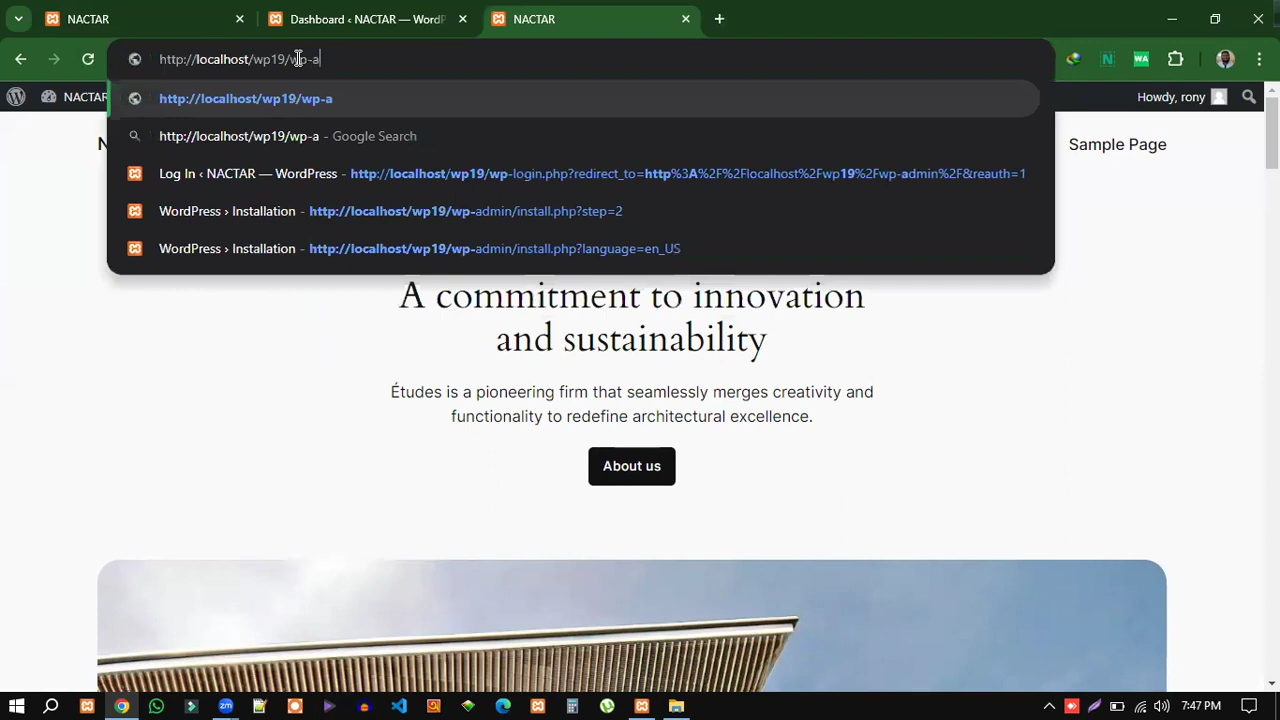 NACTAR
Dashboard ‹ NACTAR — WordP
NACTAR
http://localhost/wp19/wp-a
N
WA
http://localhost/wp19/wp-a
http://localhost/wp19/wp-a - Google Search
Log In ‹ NACTAR — WordPress - http://localhost/wp19/wp-login.php?redirect_to=http%3A%2F%2Flocalhost%2Fwp19%2Fwp-admin%2F&reauth=1
WordPress › Installation - http://localhost/wp19/wp-admin/install.php?step=2
WordPress › Installation - http://localhost/wp19/wp-admin/install.php?language=en_US
NACTAR
Howdy, rony
N
Sample Page
A commitment to innovation
and sustainability
Études is a pioneering firm that seamlessly merges creativity and
functionality to redefine architectural excellence.
About us
zm
7:47 PM